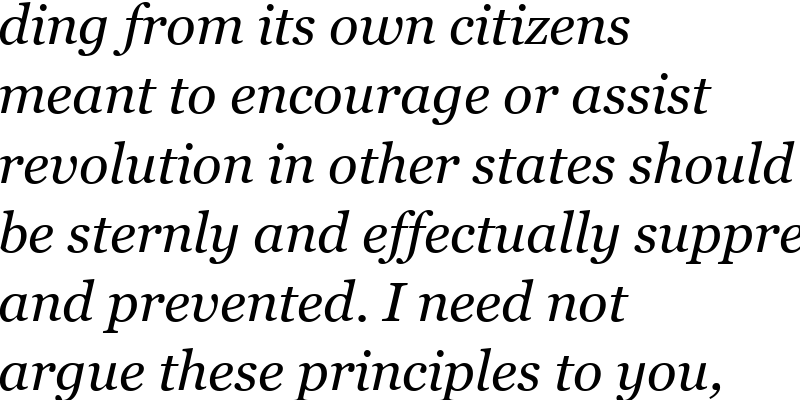 ding from its own citizens
meant to encourage or assist
revolution in other states should
be sternly and effectually suppre
and prevented. I need not
argue these principles to you,